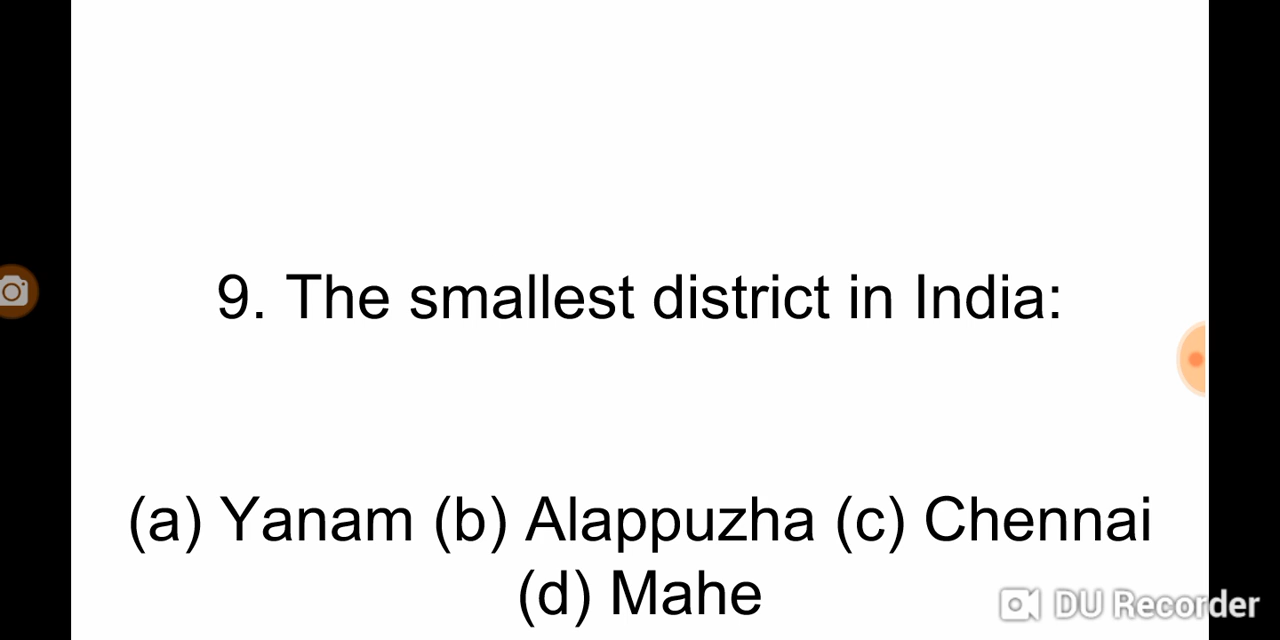 9. The smallest district in India:
(a) Yanam (b) Alappuzha (c) Chennai
(d) Mahe
DU Recorder